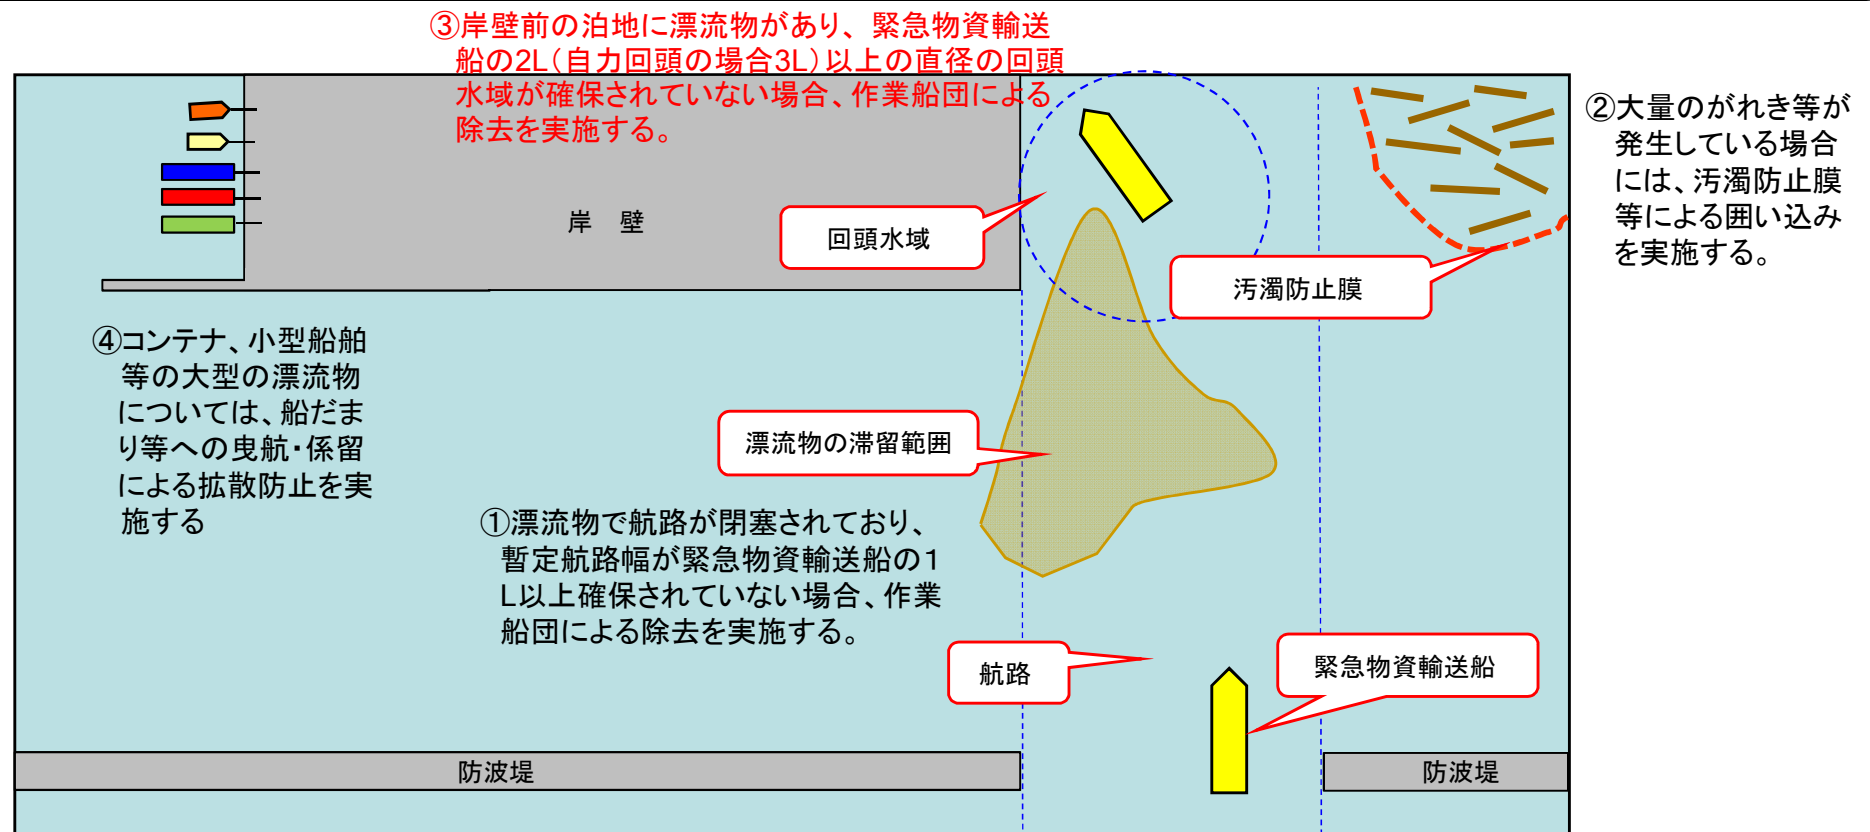 ③岸壁前の泊地に漂流物があり、緊急物資輸送
船の2L（自力回頭の場合3L）以上の直径の回頭
水域が確保されていない場合、作業船団による
除去を実施する。
②大量のがれき等が
発生している場合
には、汚濁防止膜
等による囲い込み
を実施する。
岸　壁
回頭水域
汚濁防止膜
④コンテナ、小型船舶
等の大型の漂流物
については、船だま
り等への曳航・係留
による拡散防止を実
施する
漂流物の滞留範囲
①漂流物で航路が閉塞されており、
暫定航路幅が緊急物資輸送船の１
L以上確保されていない場合、作業
船団による除去を実施する。
航路
緊急物資輸送船
防波堤
防波堤